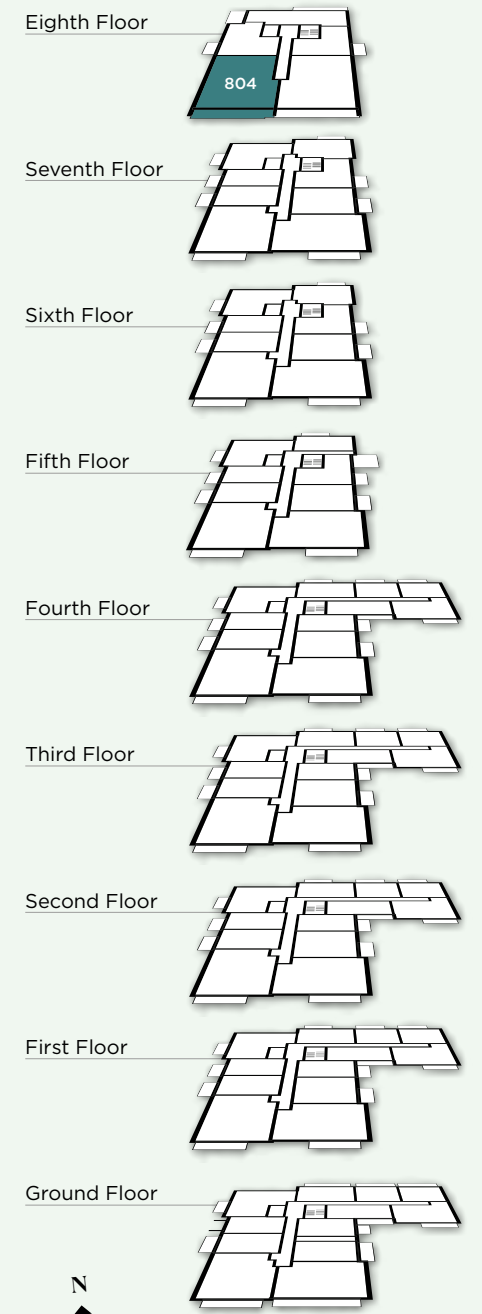 Eighth Floor
804
Seventh Floor
Sixth Floor
Fifth Floor
Fourth Floor
Third Floor
Second Floor
First Floor
Ground Floor
N